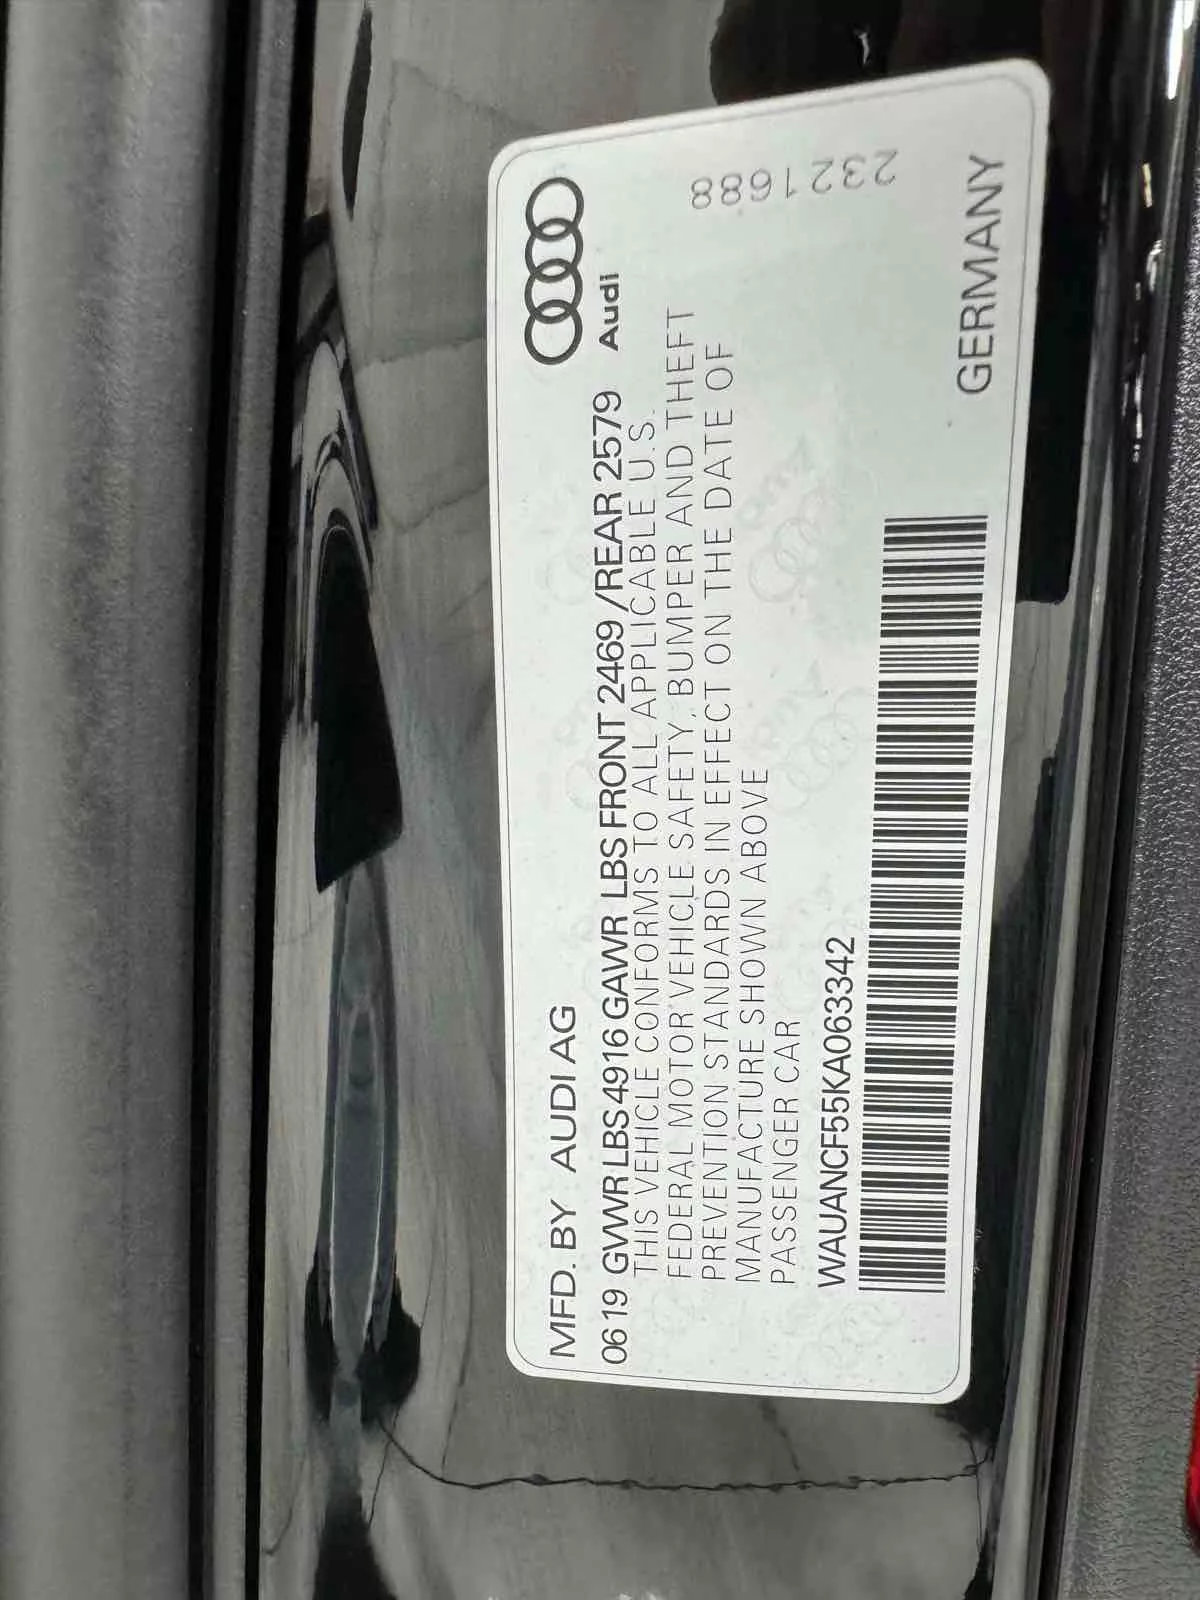 MFD. BY AUDI AG
Audi
0619 GVWR LBS 4916 GAWR LBS FRONT 2469 /REAR 2579
THIS VEHICLE CONFORMS TO ALL APPLICABLE U.S.
FEDERAL MOTOR VEHICLE SAFETY, BUMPER AND THEFT
PREVENTION STANDARDS IN EFFECT ON THE DATE OF
MANUFACTURE SHOWN ABOVE
PASSENGER CAR
WAUANCF55KA063342
2321688
GERMANY